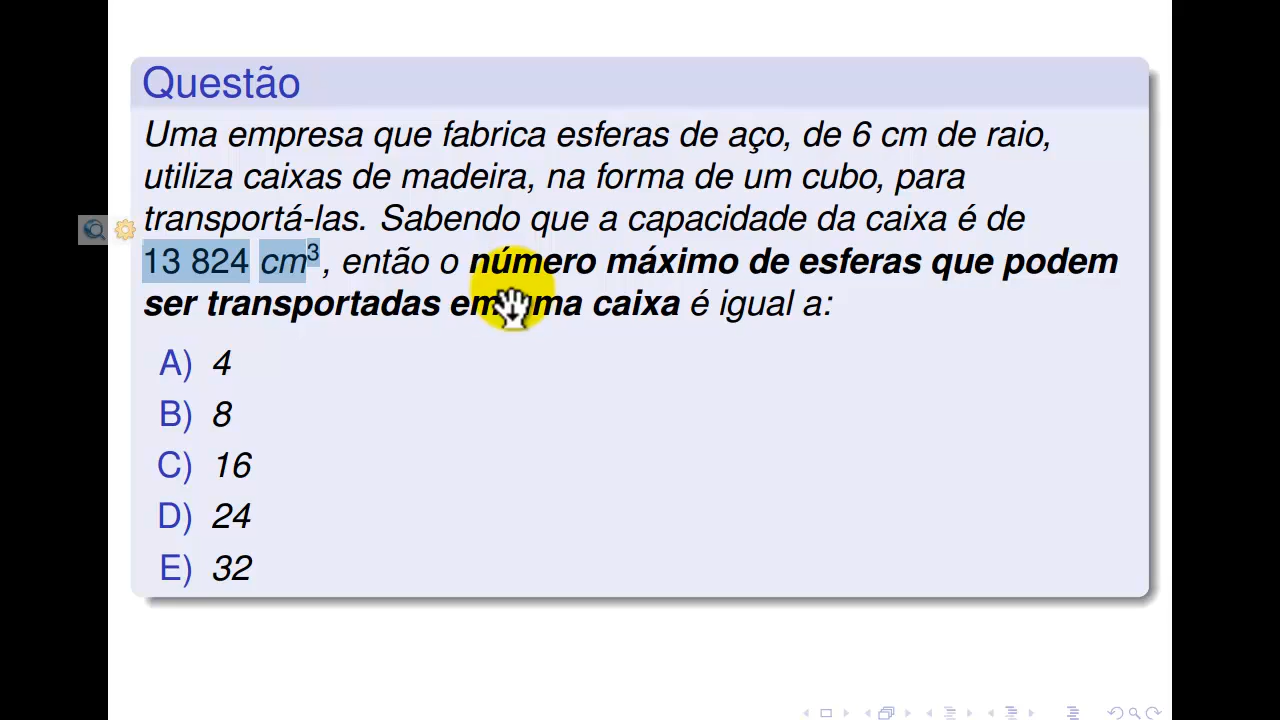 Questão
Uma empresa que fabrica esferas de aço, de 6 cm de raio,
utiliza caixas de madeira, na forma de um cubo, para
transportá-las. Sabendo que a capacidade da caixa é de
13 824 cm³, então o número máximo de esferas que podem
ser transportadas em uma caixa é igual a:
A) 4
B) 8
C) 16
D) 24
E) 32